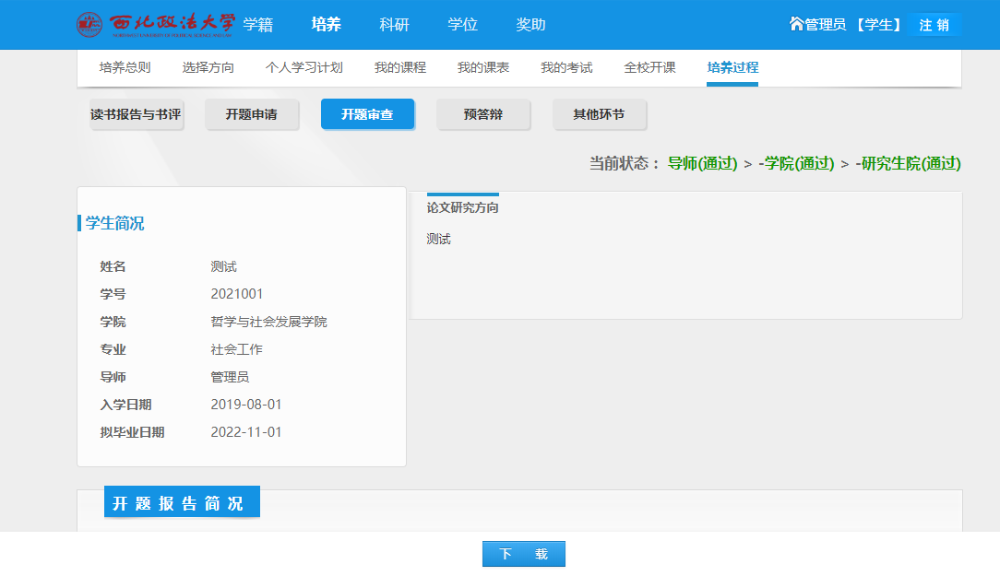 西北政法大学 学籍 培养 科研 学位 奖助 管理员 【学生】 注 销
培养总则 选择方向 个人学习计划 我的课程 我的课表 我的考试 全校开课 培养过程
读书报告与书评 开题申请 开题审查 预答辩 其他环节
当前状态： 导师(通过) > -学院(通过) > -研究生院(通过)
论文研究方向
测试
学生简况
姓名 测试
学号 2021001
学院 哲学与社会发展学院
专业 社会工作
导师 管理员
入学日期 2019-08-01
拟毕业日期 2022-11-01
开 题 报 告 简 况
下 载